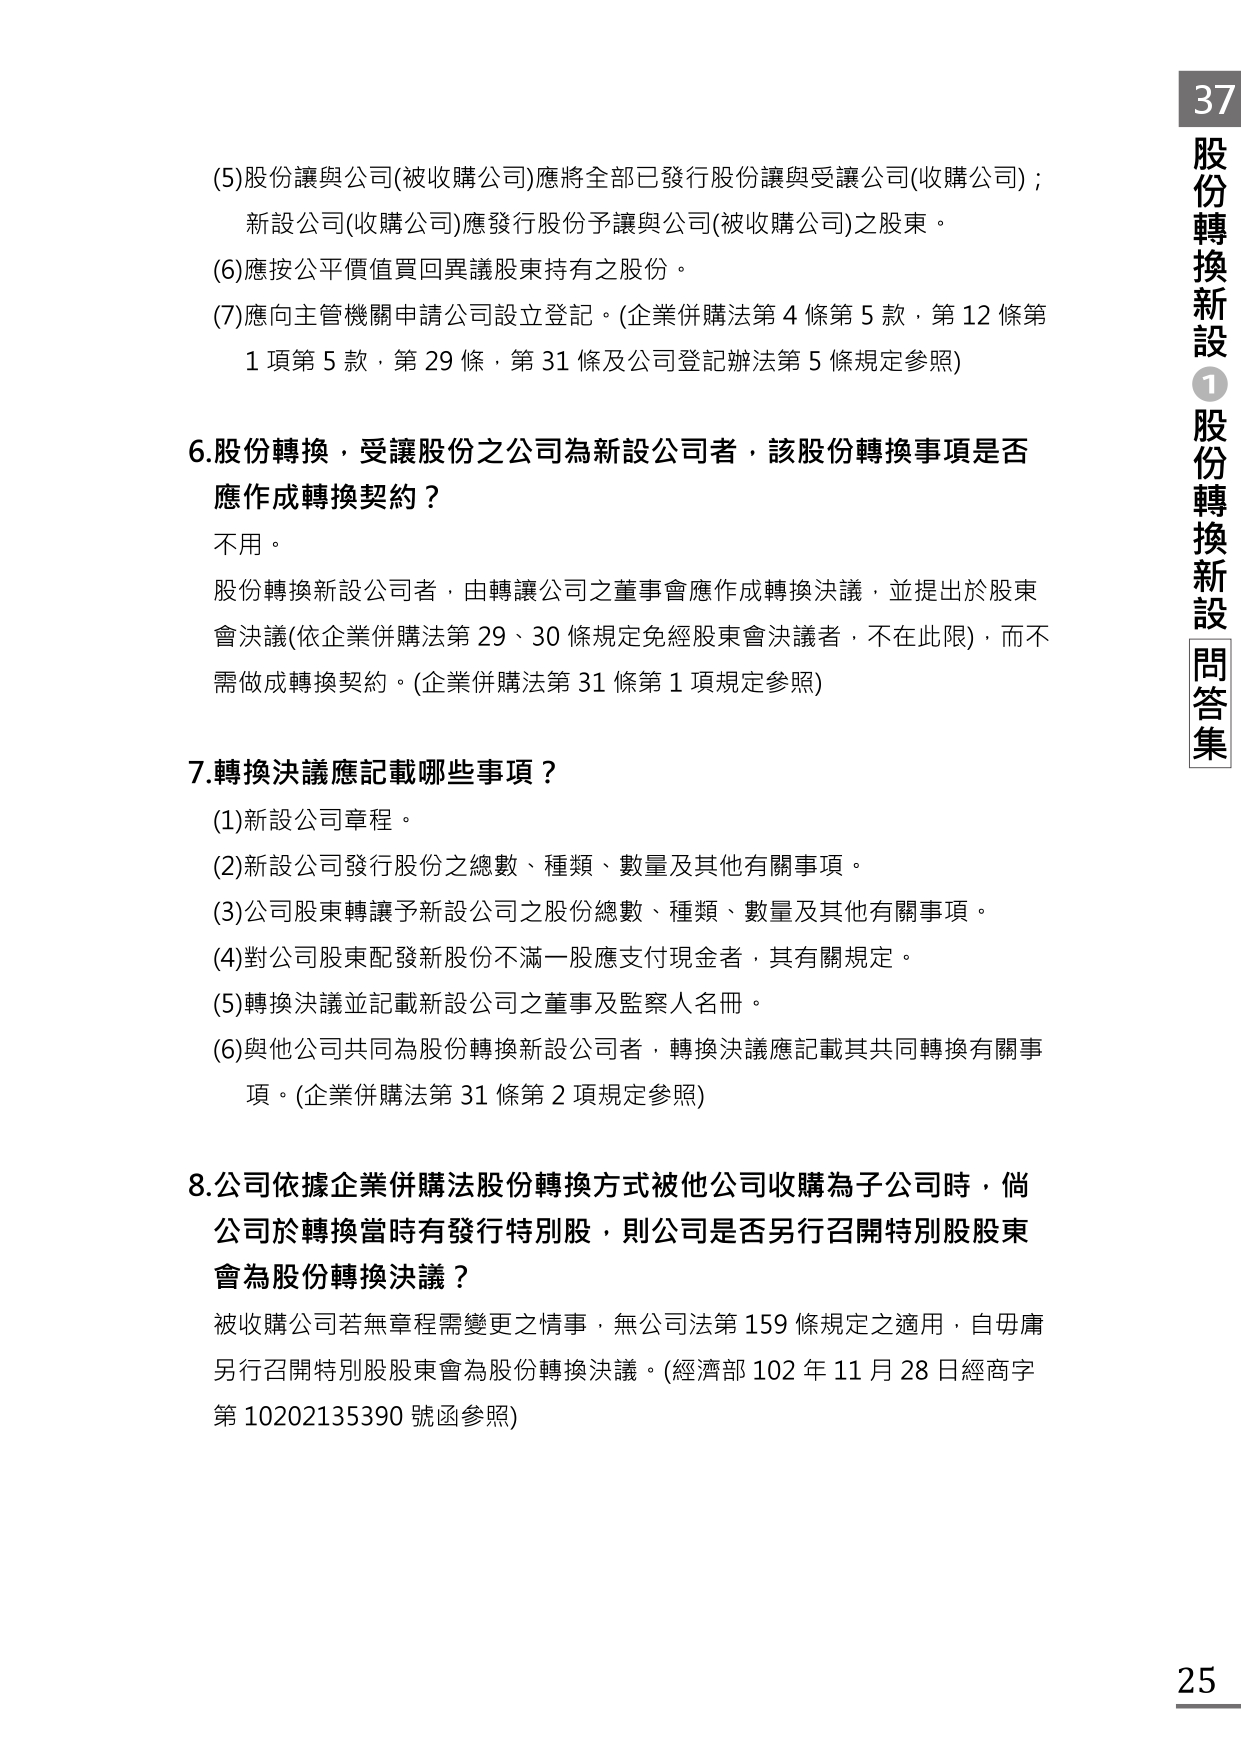 (5)股份讓與公司(被收購公司)應將全部已發行股份讓與受讓公司(收購公司)；
新設公司(收購公司)應發行股份予讓與公司(被收購公司)之股東。
(6)應按公平價值買回異議股東持有之股份。
(7)應向主管機關申請公司設立登記。(企業併購法第 4 條第 5 款，第 12 條第
1 項第 5 款，第 29 條，第 31 條及公司登記辦法第 5 條規定參照)
6.股份轉換，受讓股份之公司為新設公司者，該股份轉換事項是否
應作成轉換契約？
不用。
股份轉換新設公司者，由轉讓公司之董事會應作成轉換決議，並提出於股東
會決議(依企業併購法第 29、30 條規定免經股東會決議者，不在此限)，而不
需做成轉換契約。(企業併購法第 31 條第 1 項規定參照)
7.轉換決議應記載哪些事項？
(1)新設公司章程。
(2)新設公司發行股份之總數、種類、數量及其他有關事項。
(3)公司股東轉讓予新設公司之股份總數、種類、數量及其他有關事項。
(4)對公司股東配發新股份不滿一股應支付現金者，其有關規定。
(5)轉換決議並記載新設公司之董事及監察人名冊。
(6)與他公司共同為股份轉換新設公司者，轉換決議應記載其共同轉換有關事
項。(企業併購法第 31 條第 2 項規定參照)
8.公司依據企業併購法股份轉換方式被他公司收購為子公司時，倘
公司於轉換當時有發行特別股，則公司是否另行召開特別股股東
會為股份轉換決議？
被收購公司若無章程需變更之情事，無公司法第 159 條規定之適用，自毋庸
另行召開特別股股東會為股份轉換決議。(經濟部 102 年 11 月 28 日經商字
第 10202135390 號函參照)
37
股份轉換新設 1 股份轉換新設 問答集
25